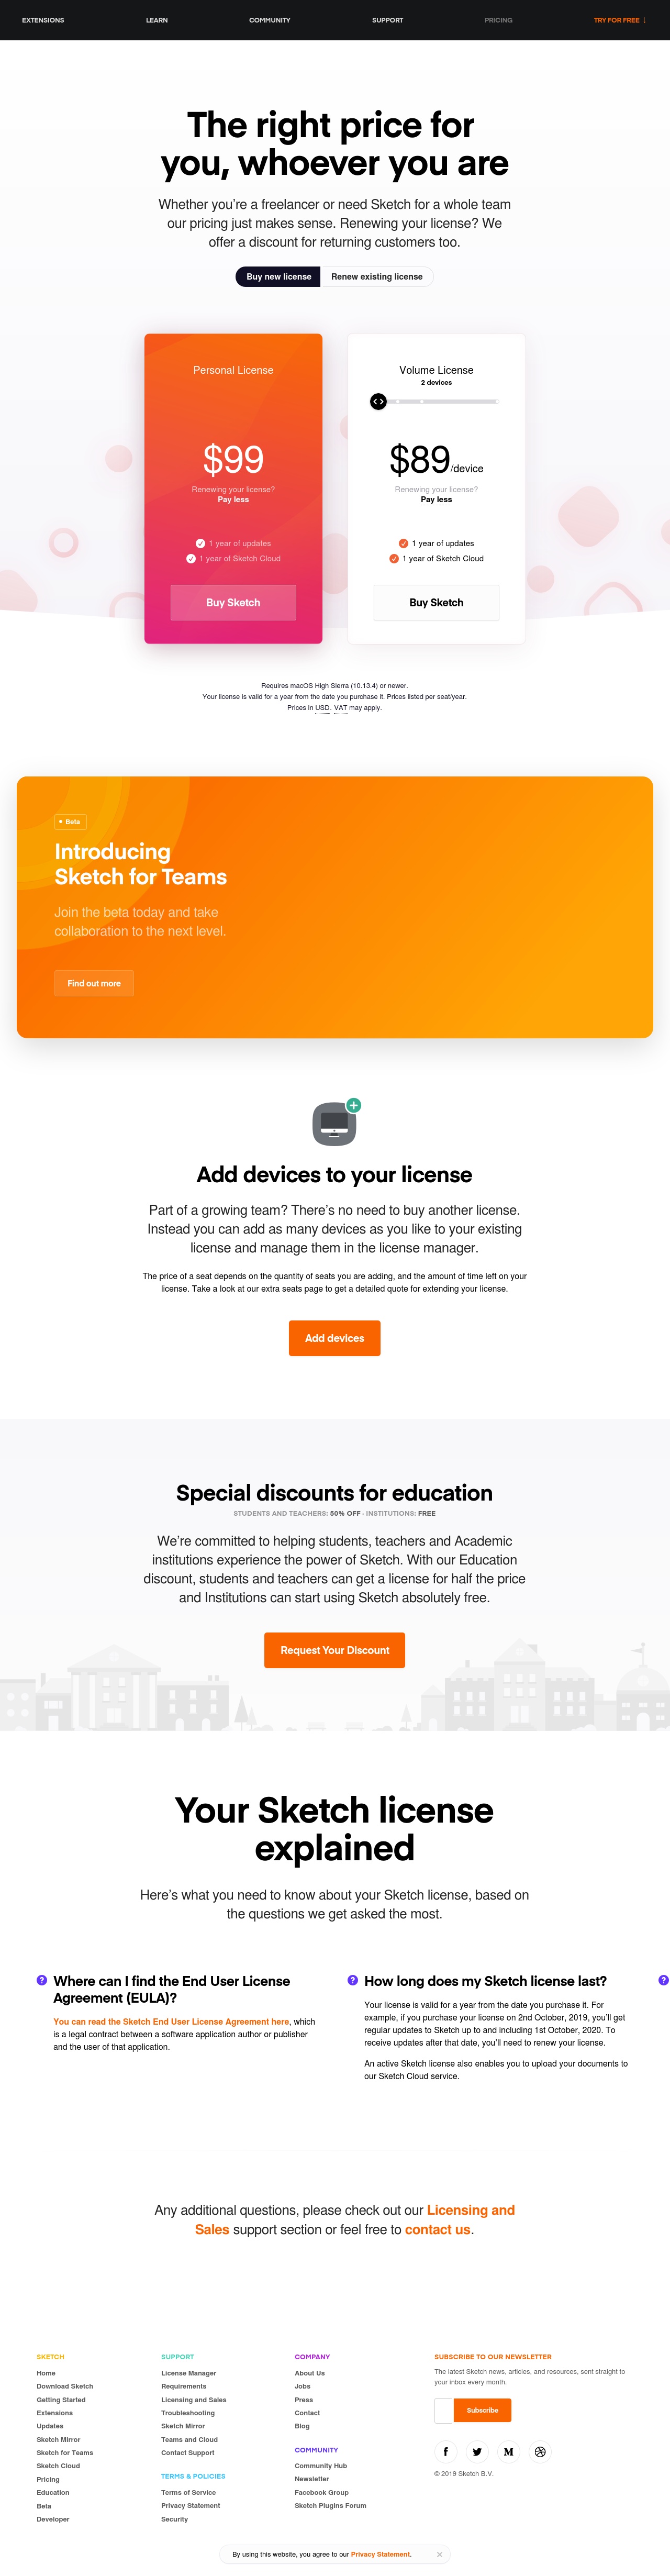 EXTENSIONS
LEARN
COMMUNITY
SUPPORT
PRICING
TRY FOR FREE ↓
The right price for
you, whoever you are
Whether you’re a freelancer or need Sketch for a whole team
our pricing just makes sense. Renewing your license? We
offer a discount for returning customers too.
Buy new license
Renew existing license
Personal License
$99
Renewing your license?
Pay less
1 year of updates
1 year of Sketch Cloud
Buy Sketch
Volume License
2 devices
$89/device
Renewing your license?
Pay less
1 year of updates
1 year of Sketch Cloud
Buy Sketch
Requires macOS High Sierra (10.13.4) or newer.
Your license is valid for a year from the date you purchase it. Prices listed per seat/year.
Prices in USD. VAT may apply.
Beta
Introducing
Sketch for Teams
Join the beta today and take
collaboration to the next level.
Find out more
Add devices to your license
Part of a growing team? There’s no need to buy another license.
Instead you can add as many devices as you like to your existing
license and manage them in the license manager.
The price of a seat depends on the quantity of seats you are adding, and the amount of time left on your
license. Take a look at our extra seats page to get a detailed quote for extending your license.
Add devices
Special discounts for education
STUDENTS AND TEACHERS: 50% OFF · INSTITUTIONS: FREE
We’re committed to helping students, teachers and Academic
institutions experience the power of Sketch. With our Education
discount, students and teachers can get a license for half the price
and Institutions can start using Sketch absolutely free.
Request Your Discount
Your Sketch license
explained
Here’s what you need to know about your Sketch license, based on
the questions we get asked the most.
? Where can I find the End User License
Agreement (EULA)?
You can read the Sketch End User License Agreement here, which
is a legal contract between a software application author or publisher
and the user of that application.
? How long does my Sketch license last?
Your license is valid for a year from the date you purchase it. For
example, if you purchase your license on 2nd October, 2019, you’ll get
regular updates to Sketch up to and including 1st October, 2020. To
receive updates after that date, you’ll need to renew your license.
An active Sketch license also enables you to upload your documents to
our Sketch Cloud service.
?
Any additional questions, please check out our Licensing and
Sales support section or feel free to contact us.
SKETCH
Home
Download Sketch
Getting Started
Extensions
Updates
Sketch Mirror
Sketch for Teams
Sketch Cloud
Pricing
Education
Beta
Developer
SUPPORT
License Manager
Requirements
Licensing and Sales
Troubleshooting
Sketch Mirror
Teams and Cloud
Contact Support
TERMS & POLICIES
Terms of Service
Privacy Statement
Security
COMPANY
About Us
Jobs
Press
Contact
Blog
COMMUNITY
Community Hub
Newsletter
Facebook Group
Sketch Plugins Forum
SUBSCRIBE TO OUR NEWSLETTER
The latest Sketch news, articles, and resources, sent straight to
your inbox every month.
Subscribe
© 2019 Sketch B.V.
By using this website, you agree to our Privacy Statement.